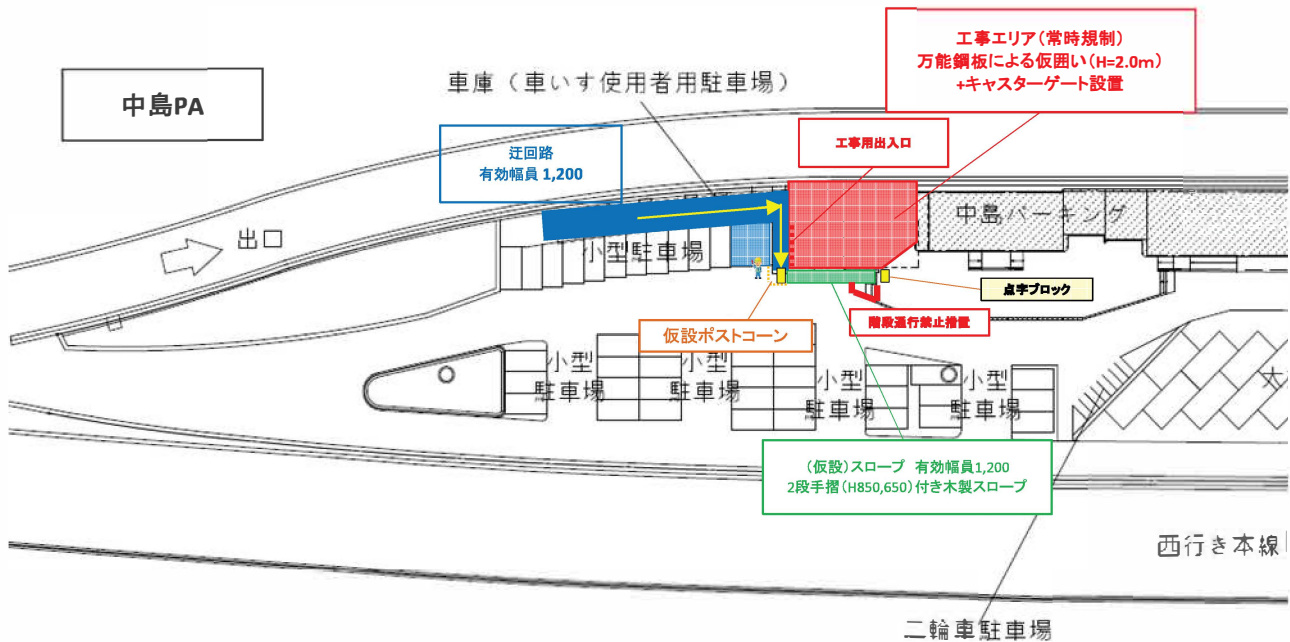 工事エリア(常時規制)
万能鋼板による仮囲い(H=2.0m)
+キャスターゲート設置
中島PA
車庫(車いす使用者用駐車場)
迂回路
有効幅員 1,200
工事用出入口
中島パーキング
出口
小型駐車場
点字ブロック
仮設ポストコーン
階段通行禁止措置
小型
駐車場
小型
駐車場
小型
駐車場
小型
駐車場
大
(仮設)スロープ 有効幅員1,200
2段手摺(H850,650)付き木製スロープ
西行き本線
二輪車駐車場